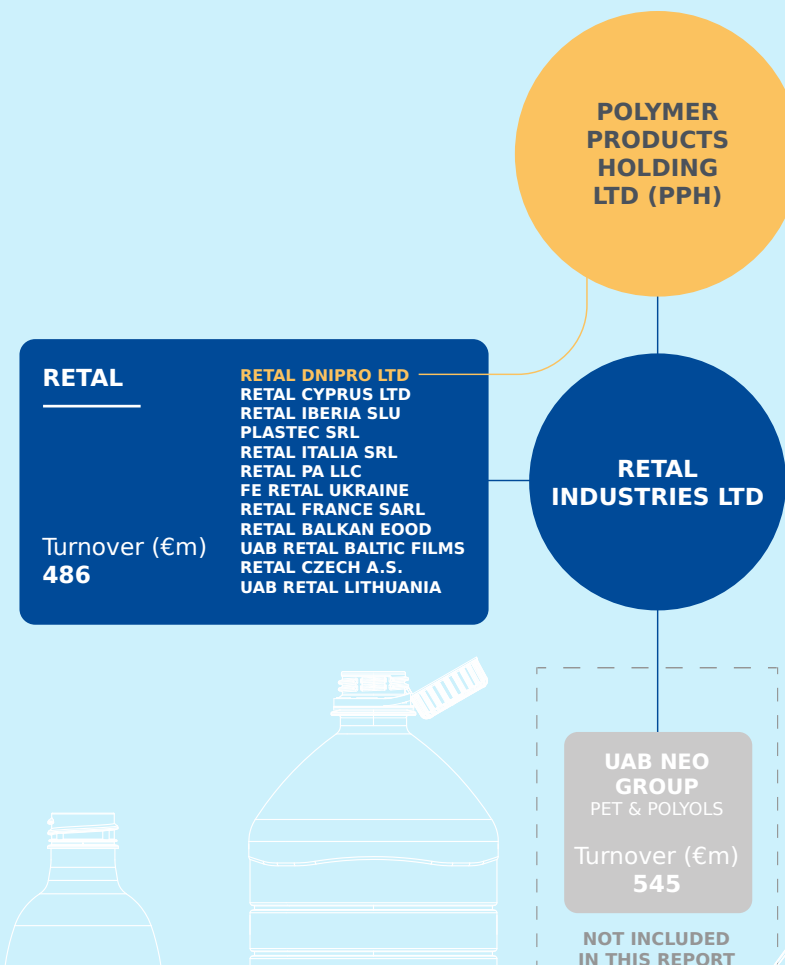 POLYMER
PRODUCTS
HOLDING
LTD (PPH)
RETAL
RETAL DNIPRO LTD
RETAL CYPRUS LTD
RETAL IBERIA SLU
PLASTEC SRL
RETAL ITALIA SRL
RETAL PA LLC
FE RETAL UKRAINE
RETAL FRANCE SARL
RETAL BALKAN EOOD
UAB RETAL BALTIC FILMS
RETAL CZECH A.S.
UAB RETAL LITHUANIA
Turnover (€m)
486
RETAL
INDUSTRIES LTD
UAB NEO
GROUP
PET & POLYOLS
Turnover (€m)
545
NOT INCLUDED
IN THIS REPORT